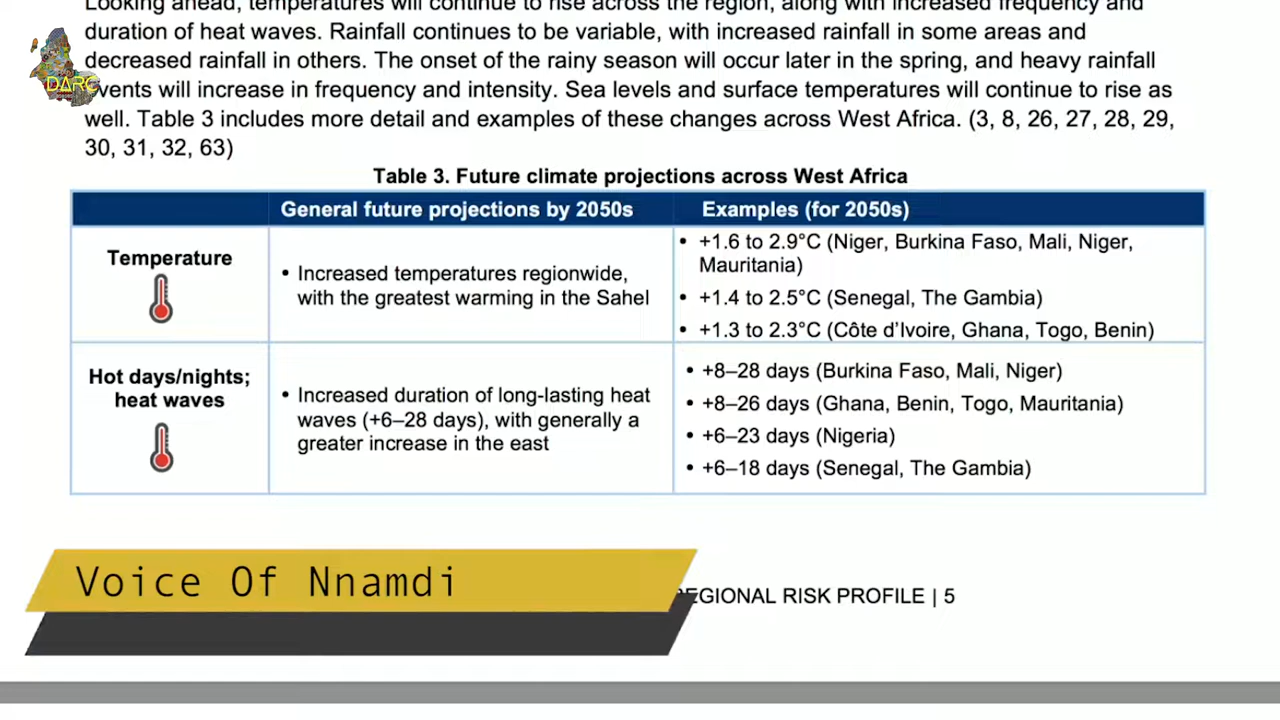 Looking ahead, temperatures will continue to rise across the region, along with increased frequency and
duration of heat waves. Rainfall continues to be variable, with increased rainfall in some areas and
decreased rainfall in others. The onset of the rainy season will occur later in the spring, and heavy rainfall
events will increase in frequency and intensity. Sea levels and surface temperatures will continue to rise as
well. Table 3 includes more detail and examples of these changes across West Africa. (3, 8, 26, 27, 28, 29,
30, 31, 32, 63)
DARC
Table 3. Future climate projections across West Africa
General future projections by 2050s
Examples (for 2050s)
Temperature
• Increased temperatures regionwide,
with the greatest warming in the Sahel
• +1.6 to 2.9°C (Niger, Burkina Faso, Mali, Niger,
Mauritania)
• +1.4 to 2.5°C (Senegal, The Gambia)
• +1.3 to 2.3°C (Côte d'Ivoire, Ghana, Togo, Benin)
Hot days/nights;
heat waves
• Increased duration of long-lasting heat
waves (+6–28 days), with generally a
greater increase in the east
• +8–28 days (Burkina Faso, Mali, Niger)
• +8–26 days (Ghana, Benin, Togo, Mauritania)
• +6–23 days (Nigeria)
• +6–18 days (Senegal, The Gambia)
Voice Of Nnamdi
REGIONAL RISK PROFILE | 5